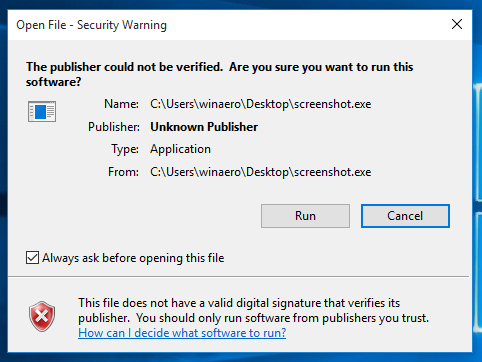 Open File - Security Warning
The publisher could not be verified.  Are you sure you want to run this
software?
Name: C:\Users\winaero\Desktop\screenshot.exe
Publisher: Unknown Publisher
Type: Application
From: C:\Users\winaero\Desktop\screenshot.exe
Run Cancel
Always ask before opening this file
This file does not have a valid digital signature that verifies its
publisher.  You should only run software from publishers you trust.
How can I decide what software to run?